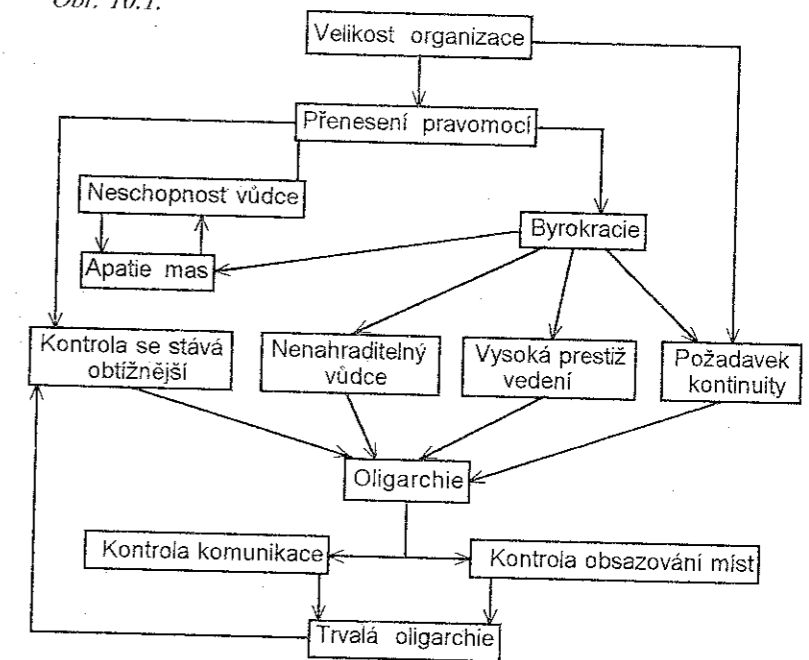 Obr. 10.1.
Velikost organizace
Přenesení pravomocí
Neschopnost vůdce
Byrokracie
Apatie mas
Kontrola se stává
obtížnější
Nenahraditelný
vůdce
Vysoká prestiž
vedení
Požadavek
kontinuity
Oligarchie
Kontrola komunikace
Kontrola obsazování míst
Trvalá oligarchie